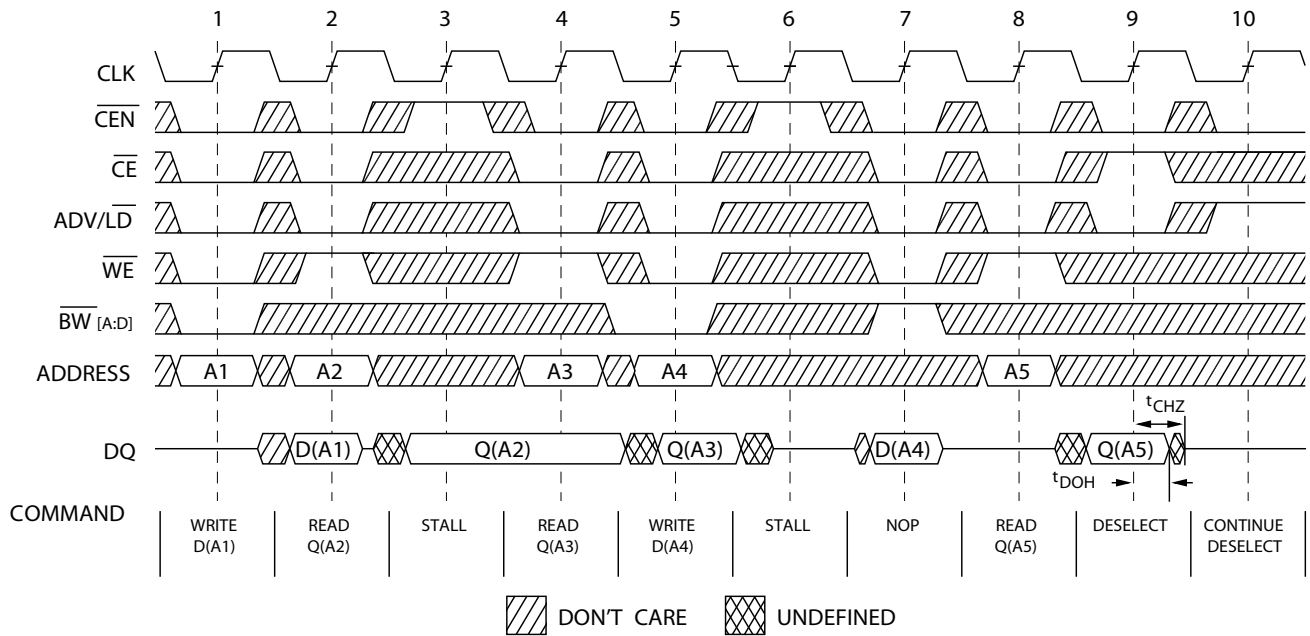 1 2 3 4 5 6 7 8 9 10
CLK
CEN
CE
ADV/LD
WE
BW [A:D]
ADDRESS A1 A2 A3 A4 A5
tCHZ
DQ D(A1) Q(A2) Q(A3) D(A4) Q(A5)
tDOH
COMMAND
WRITE READ STALL READ WRITE STALL NOP READ DESELECT CONTINUE
D(A1) Q(A2) Q(A3) D(A4) Q(A5) DESELECT
DON'T CARE UNDEFINED